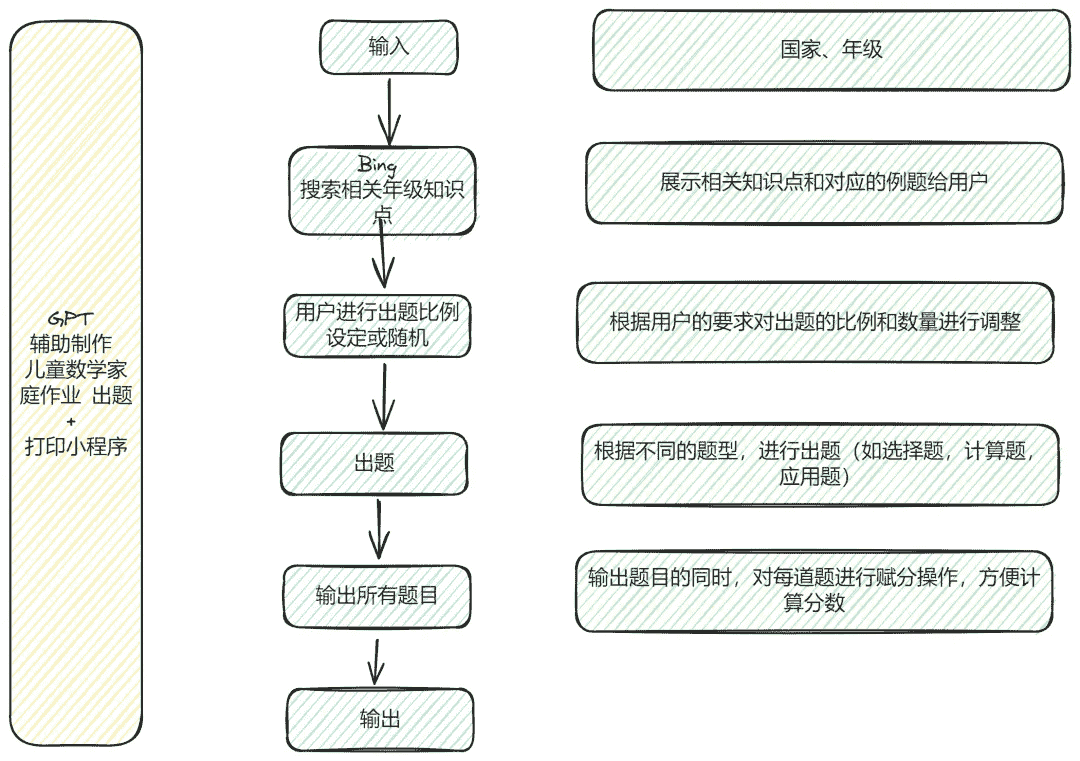 GPT
辅助制作
儿童数学家
庭作业 出题
+
打印小程序
输入
国家、年级
Bing
搜索相关年级知识
点
展示相关知识点和对应的例题给用户
用户进行出题比例
设定或随机
根据用户的要求对出题的比例和数量进行调整
出题
根据不同的题型，进行出题（如选择题，计算题，
应用题）
输出所有题目
输出题目的同时，对每道题进行赋分操作，方便计
算分数
输出